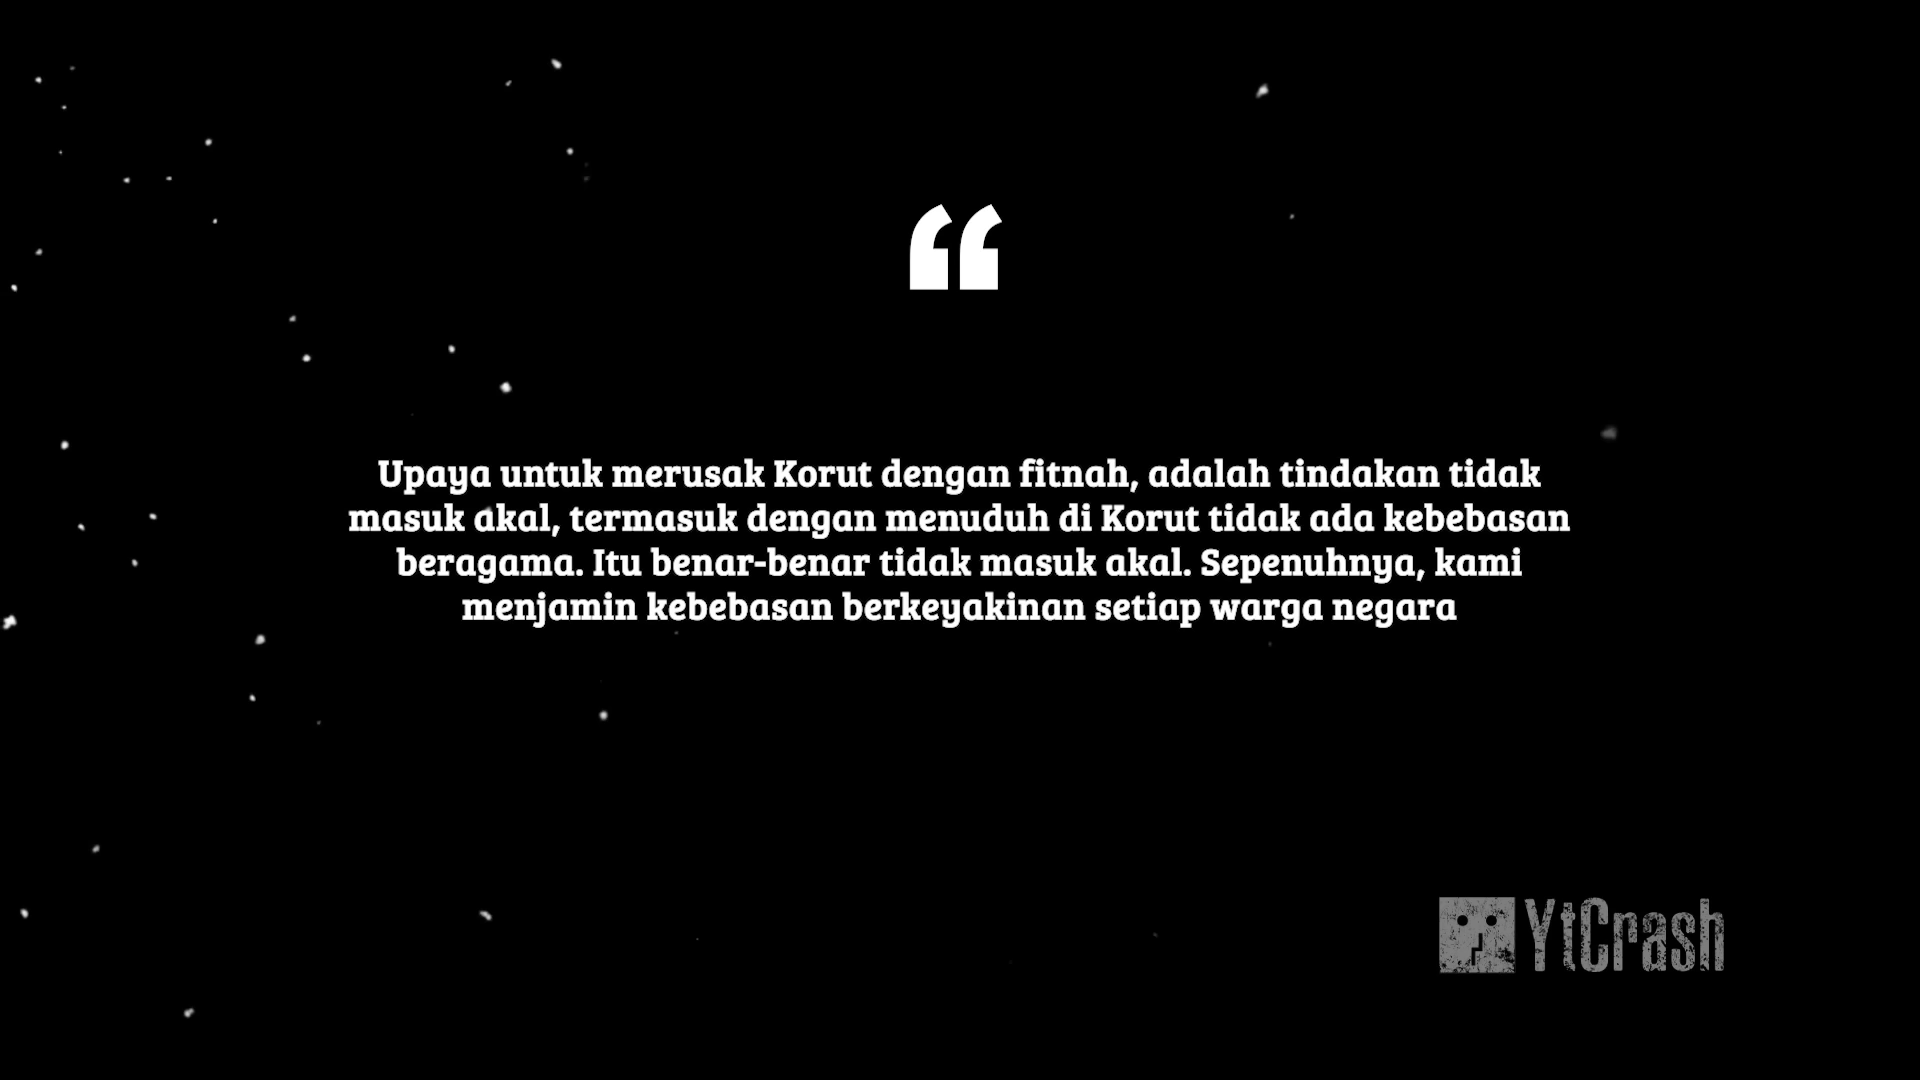 “
Upaya untuk merusak Korut dengan fitnah, adalah tindakan tidak
masuk akal, termasuk dengan menuduh di Korut tidak ada kebebasan
beragama. Itu benar-benar tidak masuk akal. Sepenuhnya, kami
menjamin kebebasan berkeyakinan setiap warga negara
YtCrash